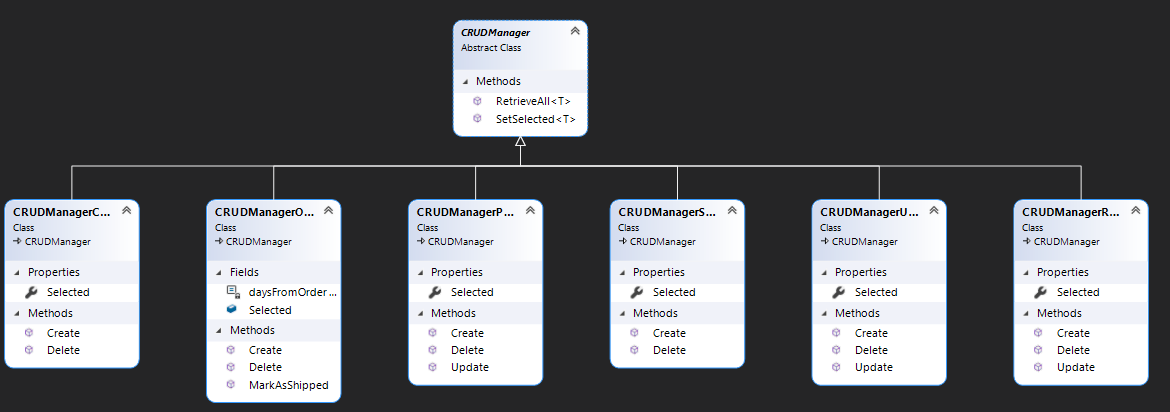 CRUDManager
Abstract Class
Methods
RetrieveAll<T>
SetSelected<T>
CRUDManagerC...
Class
CRUDManager
Properties
Selected
Methods
Create
Delete
CRUDManagerO...
Class
CRUDManager
Fields
daysFromOrder ...
Selected
Methods
Create
Delete
MarkAsShipped
CRUDManagerP...
Class
CRUDManager
Properties
Selected
Methods
Create
Delete
Update
CRUDManagerS...
Class
CRUDManager
Properties
Selected
Methods
Create
Delete
CRUDManagerU...
Class
CRUDManager
Properties
Selected
Methods
Create
Delete
Update
CRUDManagerR...
Class
CRUDManager
Properties
Selected
Methods
Create
Delete
Update